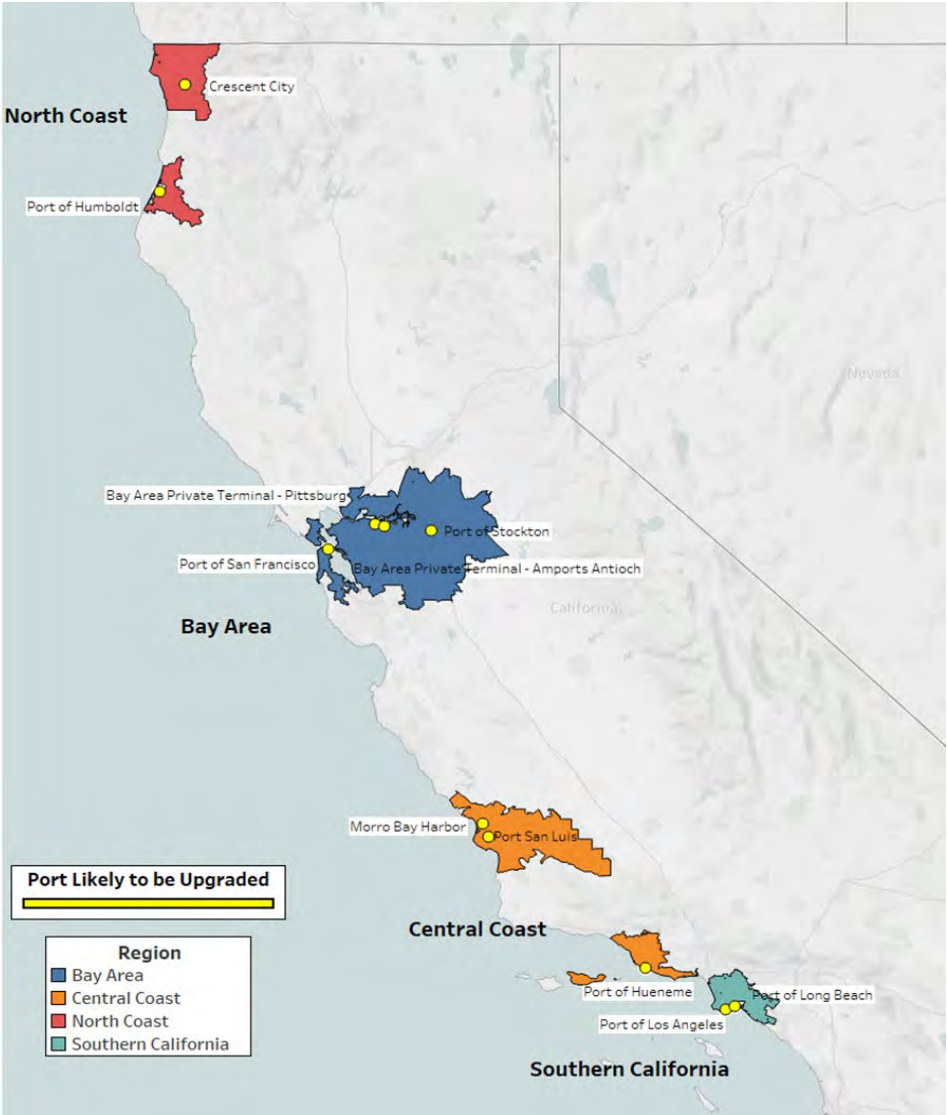 Crescent City
North Coast
Port of Humboldt
Nevada
Bay Area Private Terminal - Pittsburg
Port of Stockton
Port of San Francisco
Bay Area Private Terminal - Amports Antioch
California
Bay Area
Morro Bay Harbor
Port San Luis
Port Likely to be Upgraded
Central Coast
Region
Bay Area
Central Coast
North Coast
Southern California
Port of Hueneme
Port of Long Beach
Port of Los Angeles
Southern California